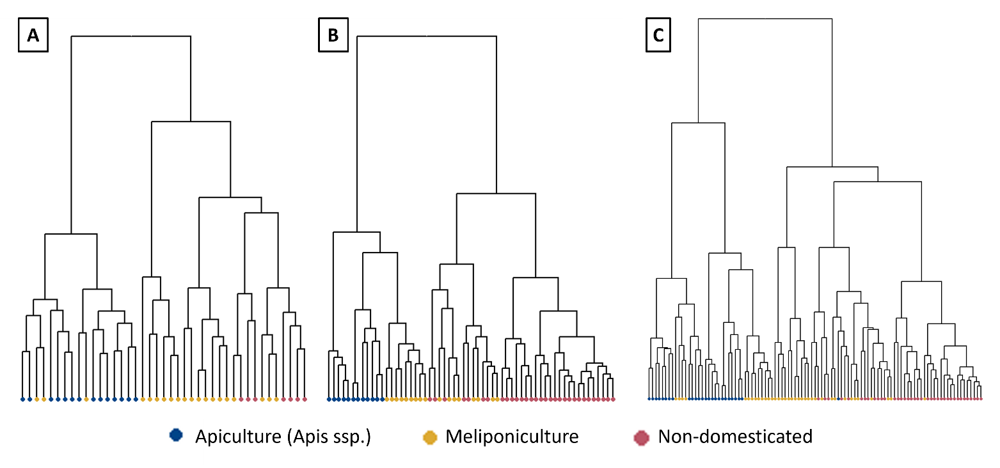 A
B
C
Apiculture (Apis ssp.)
Meliponiculture
Non-domesticated